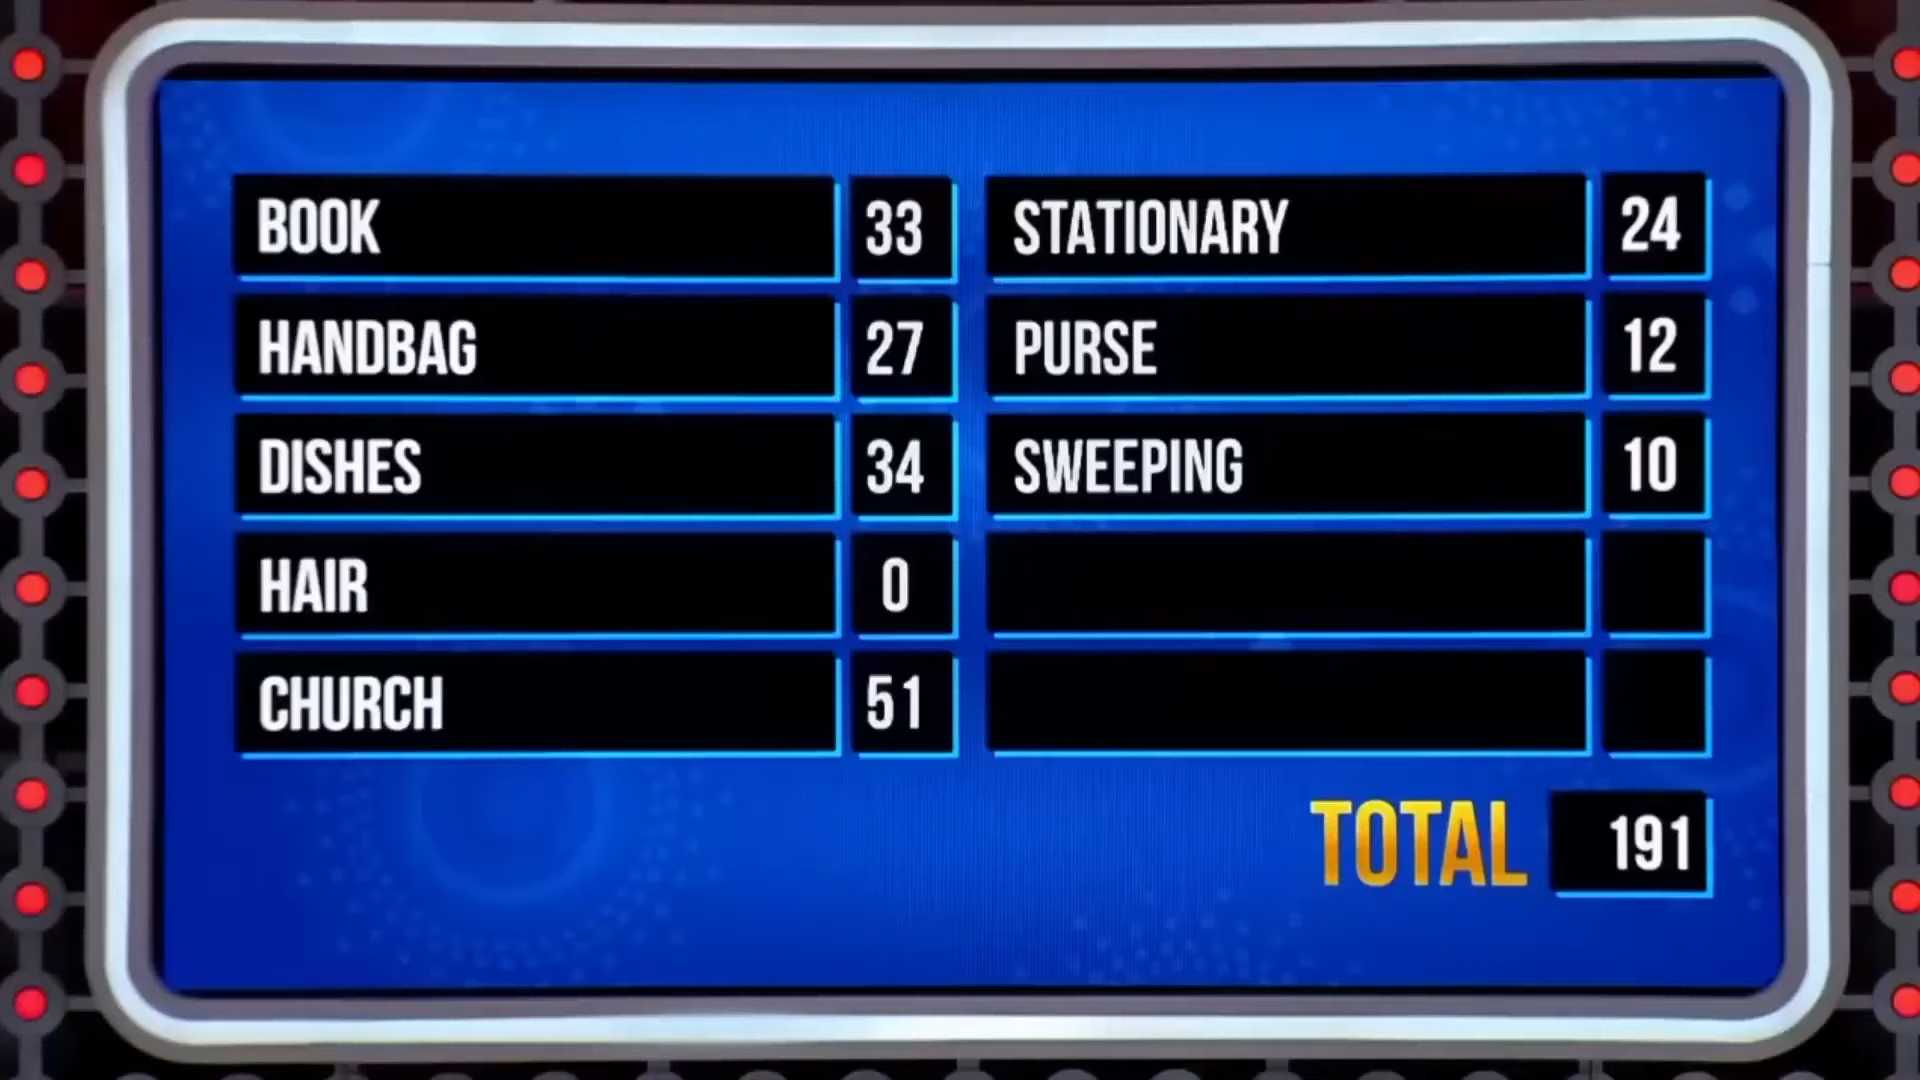 BOOK 33
HANDBAG 27
DISHES 34
HAIR 0
CHURCH 51
STATIONARY 24
PURSE 12
SWEEPING 10
TOTAL 191